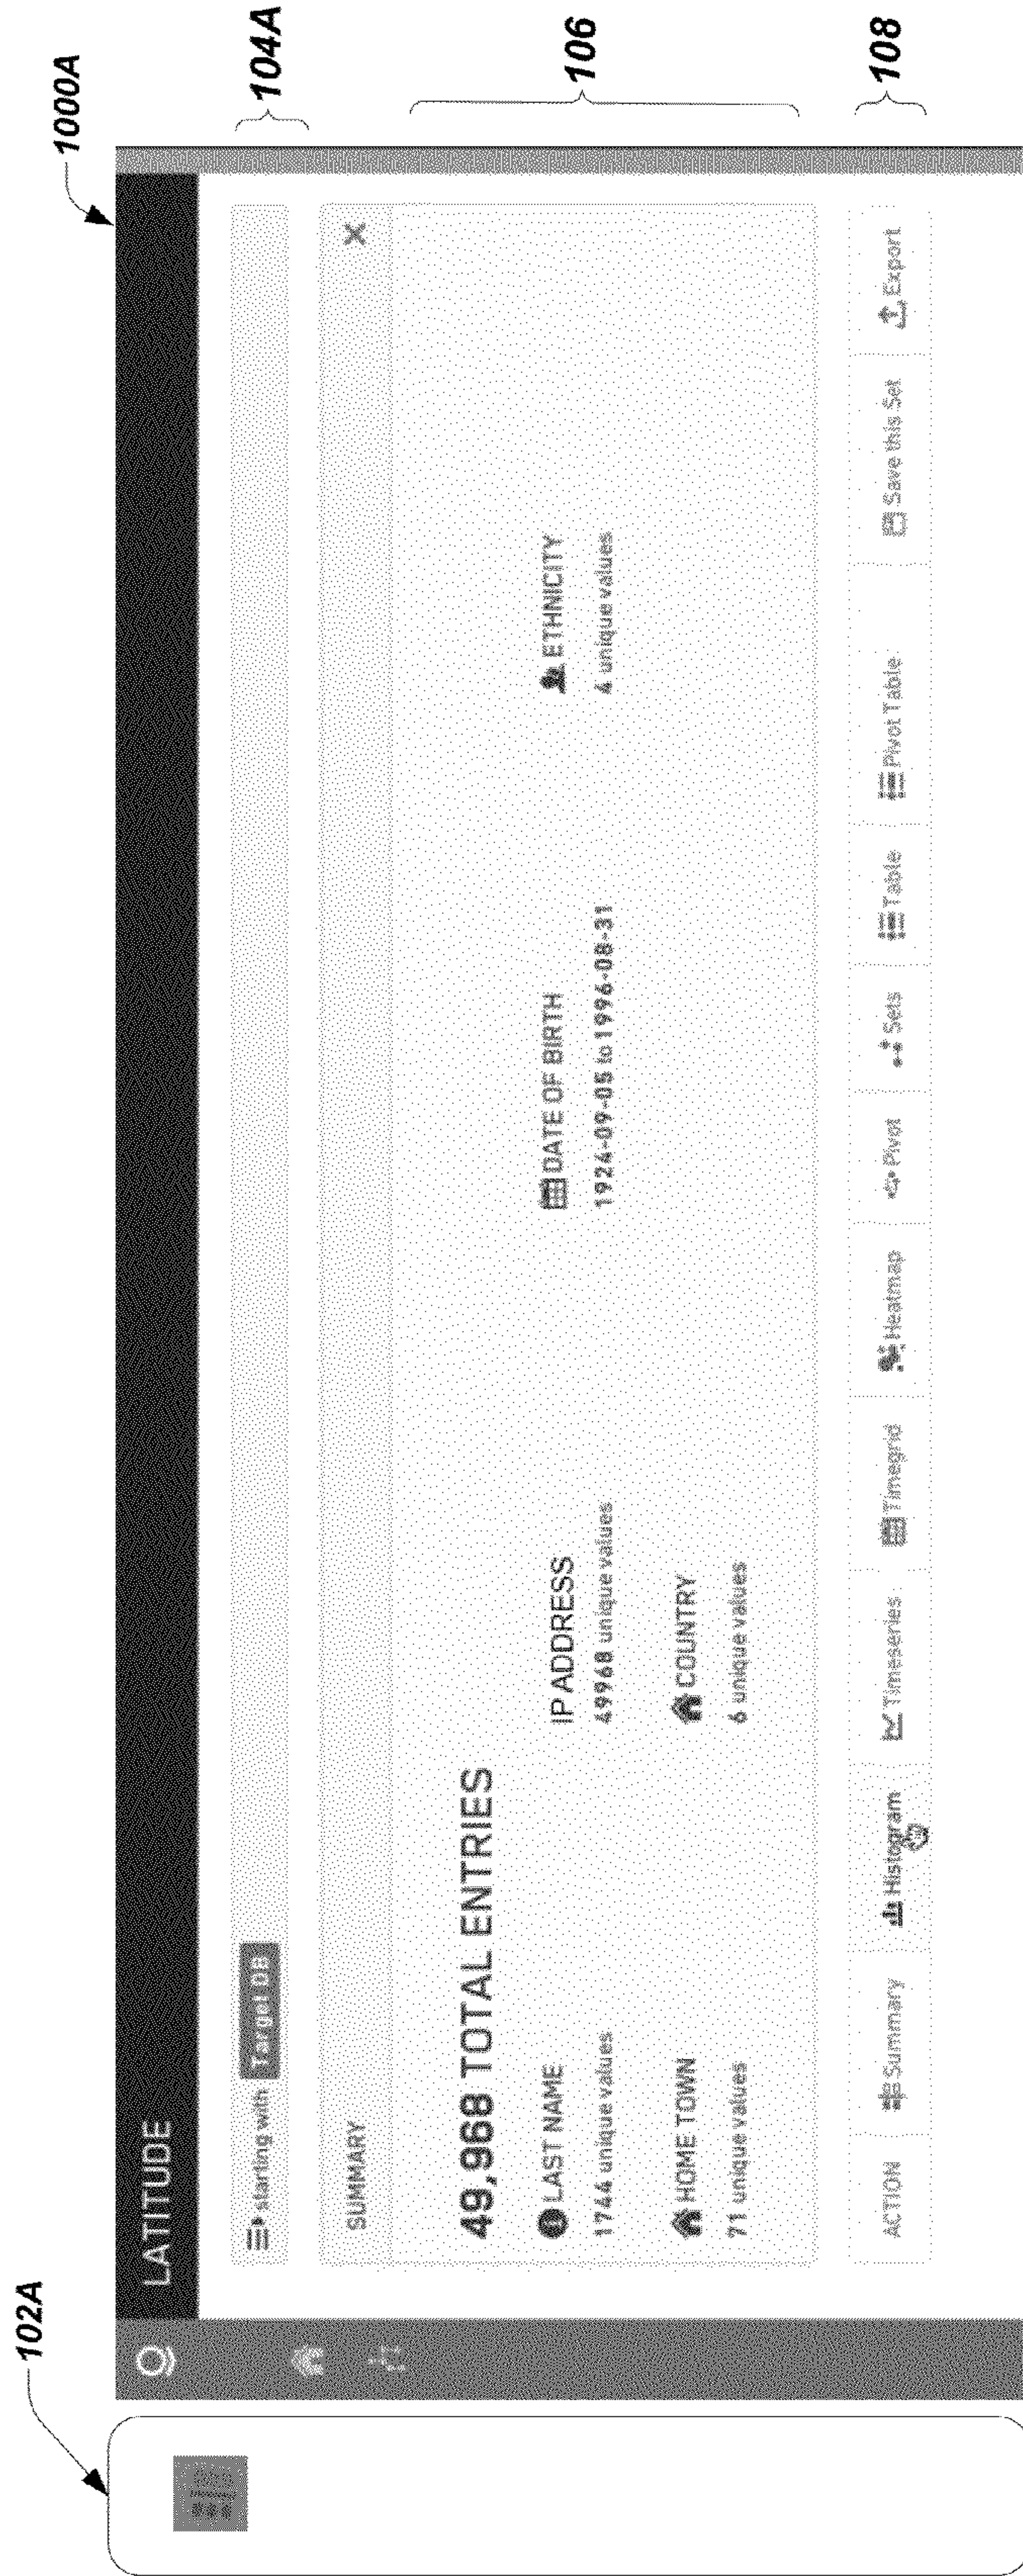 102A
1000A
LATITUDE
starting with Target DB
104A
SUMMARY
X
49,968 TOTAL ENTRIES
106
LAST NAME
1744 unique values
IP ADDRESS
49968 unique values
DATE OF BIRTH
1924-09-05 to 1996-08-31
ETHNICITY
4 unique values
HOME TOWN
71 unique values
COUNTRY
6 unique values
ACTION Summary Histogram Timeseries Timegrid Heatmap Pivot Sets Table Pivot Table Save this Set Export
108